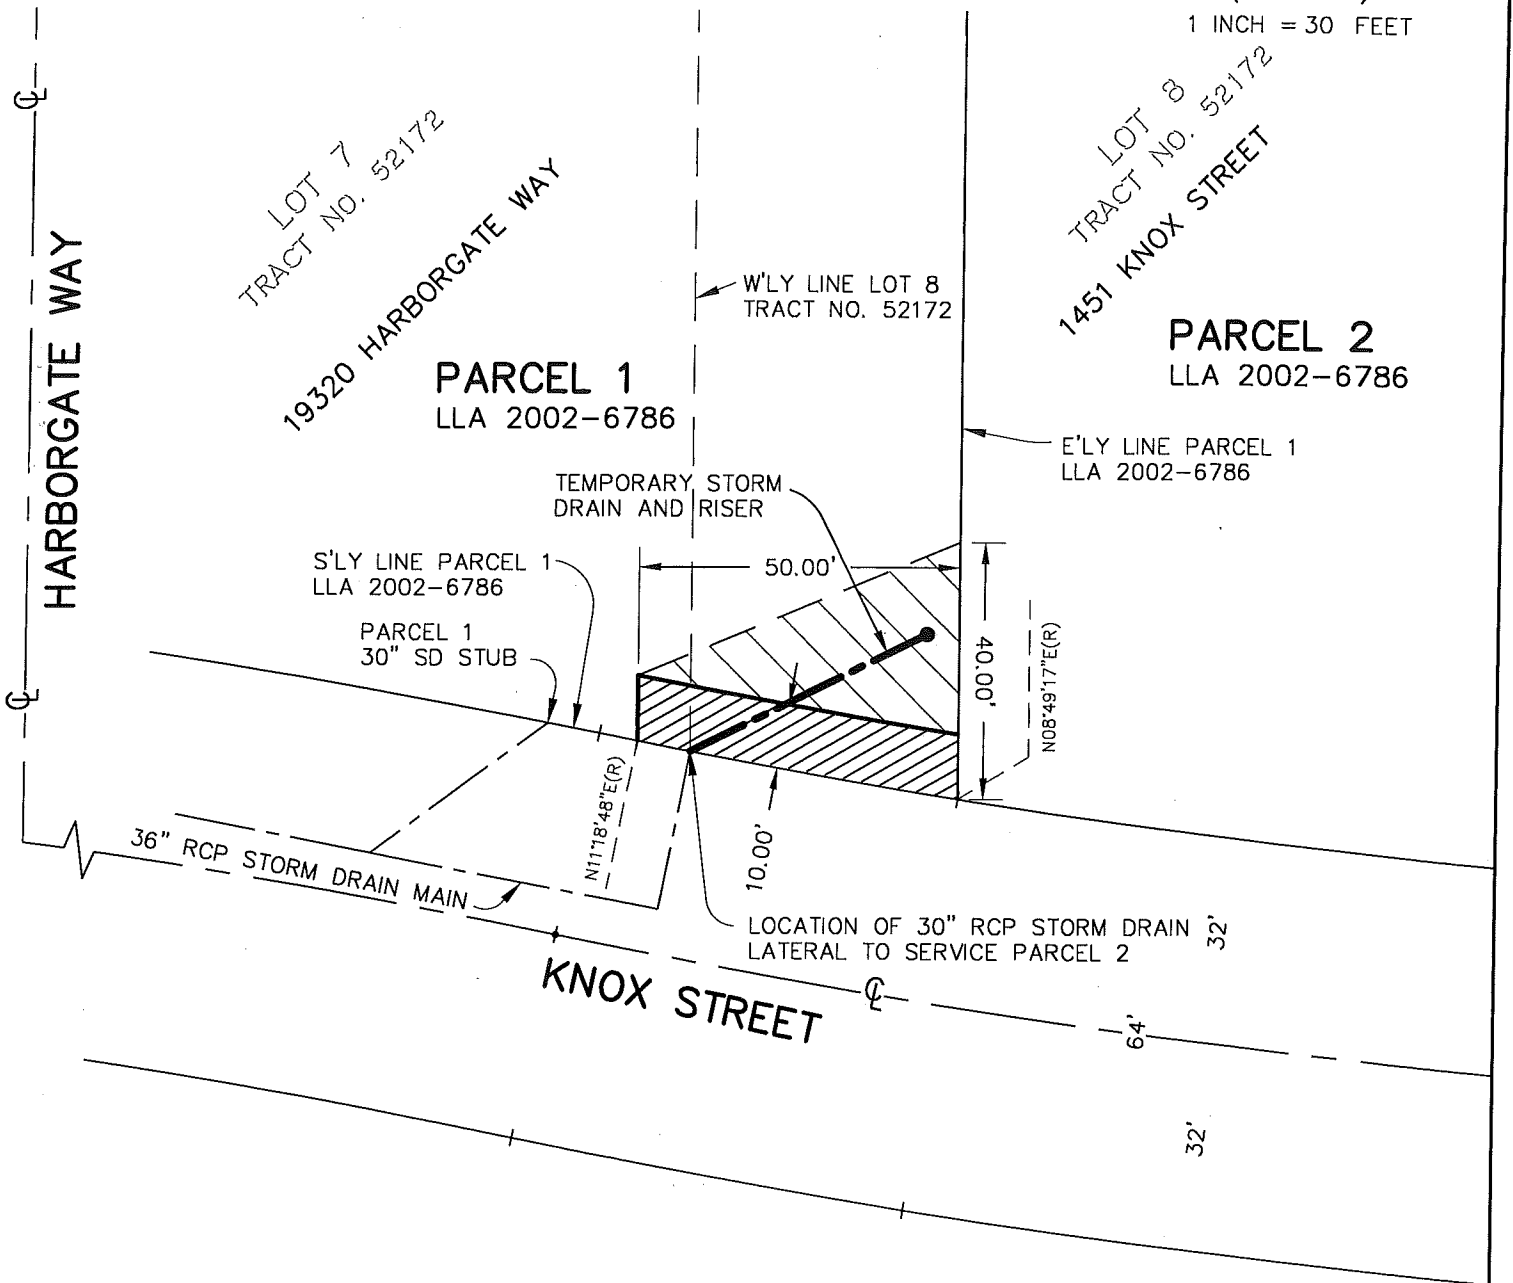 1 INCH = 30 FEET
LOT 7
TRACT NO. 52172
19320 HARBORGATE WAY
LOT 8
TRACT NO. 52172
1451 KNOX STREET
HARBORGATE WAY
W'LY LINE LOT 8
TRACT NO. 52172
PARCEL 1
LLA 2002-6786
PARCEL 2
LLA 2002-6786
E'LY LINE PARCEL 1
LLA 2002-6786
TEMPORARY STORM
DRAIN AND RISER
S'LY LINE PARCEL 1
LLA 2002-6786
50.00'
PARCEL 1
30" SD STUB
40.00'
N08°49'17"E(R)
N11°18'48"E(R)
10.00'
36" RCP STORM DRAIN MAIN
LOCATION OF 30" RCP STORM DRAIN
LATERAL TO SERVICE PARCEL 2
32'
KNOX STREET
64'
32'